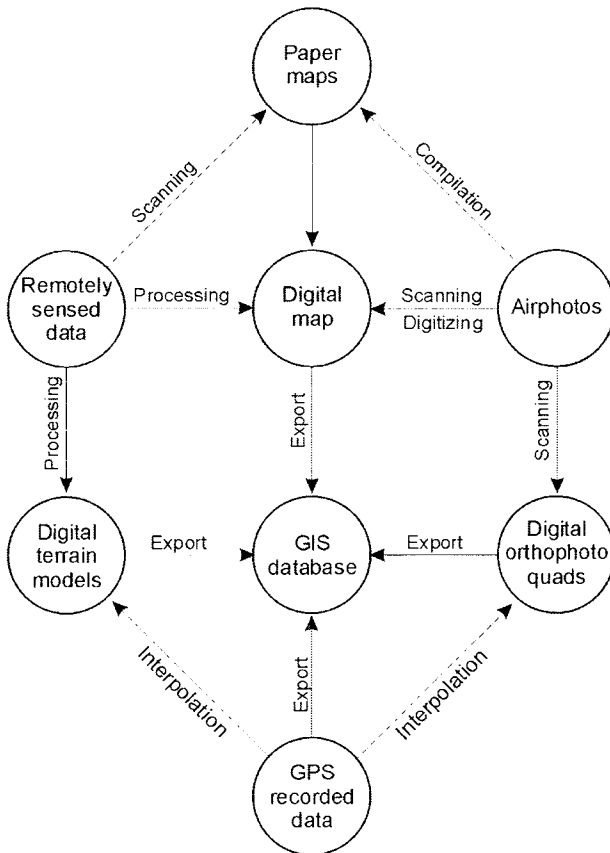 Paper
maps
Scanning
Compilation
Remotely
sensed
data
Processing
Digital
map
Scanning
Digitizing
Airphotos
Processing
Export
Scanning
Digital
terrain
models
Export
GIS
database
Export
Digital
orthophoto
quads
Interpolation
Export
Interpolation
GPS
recorded
data